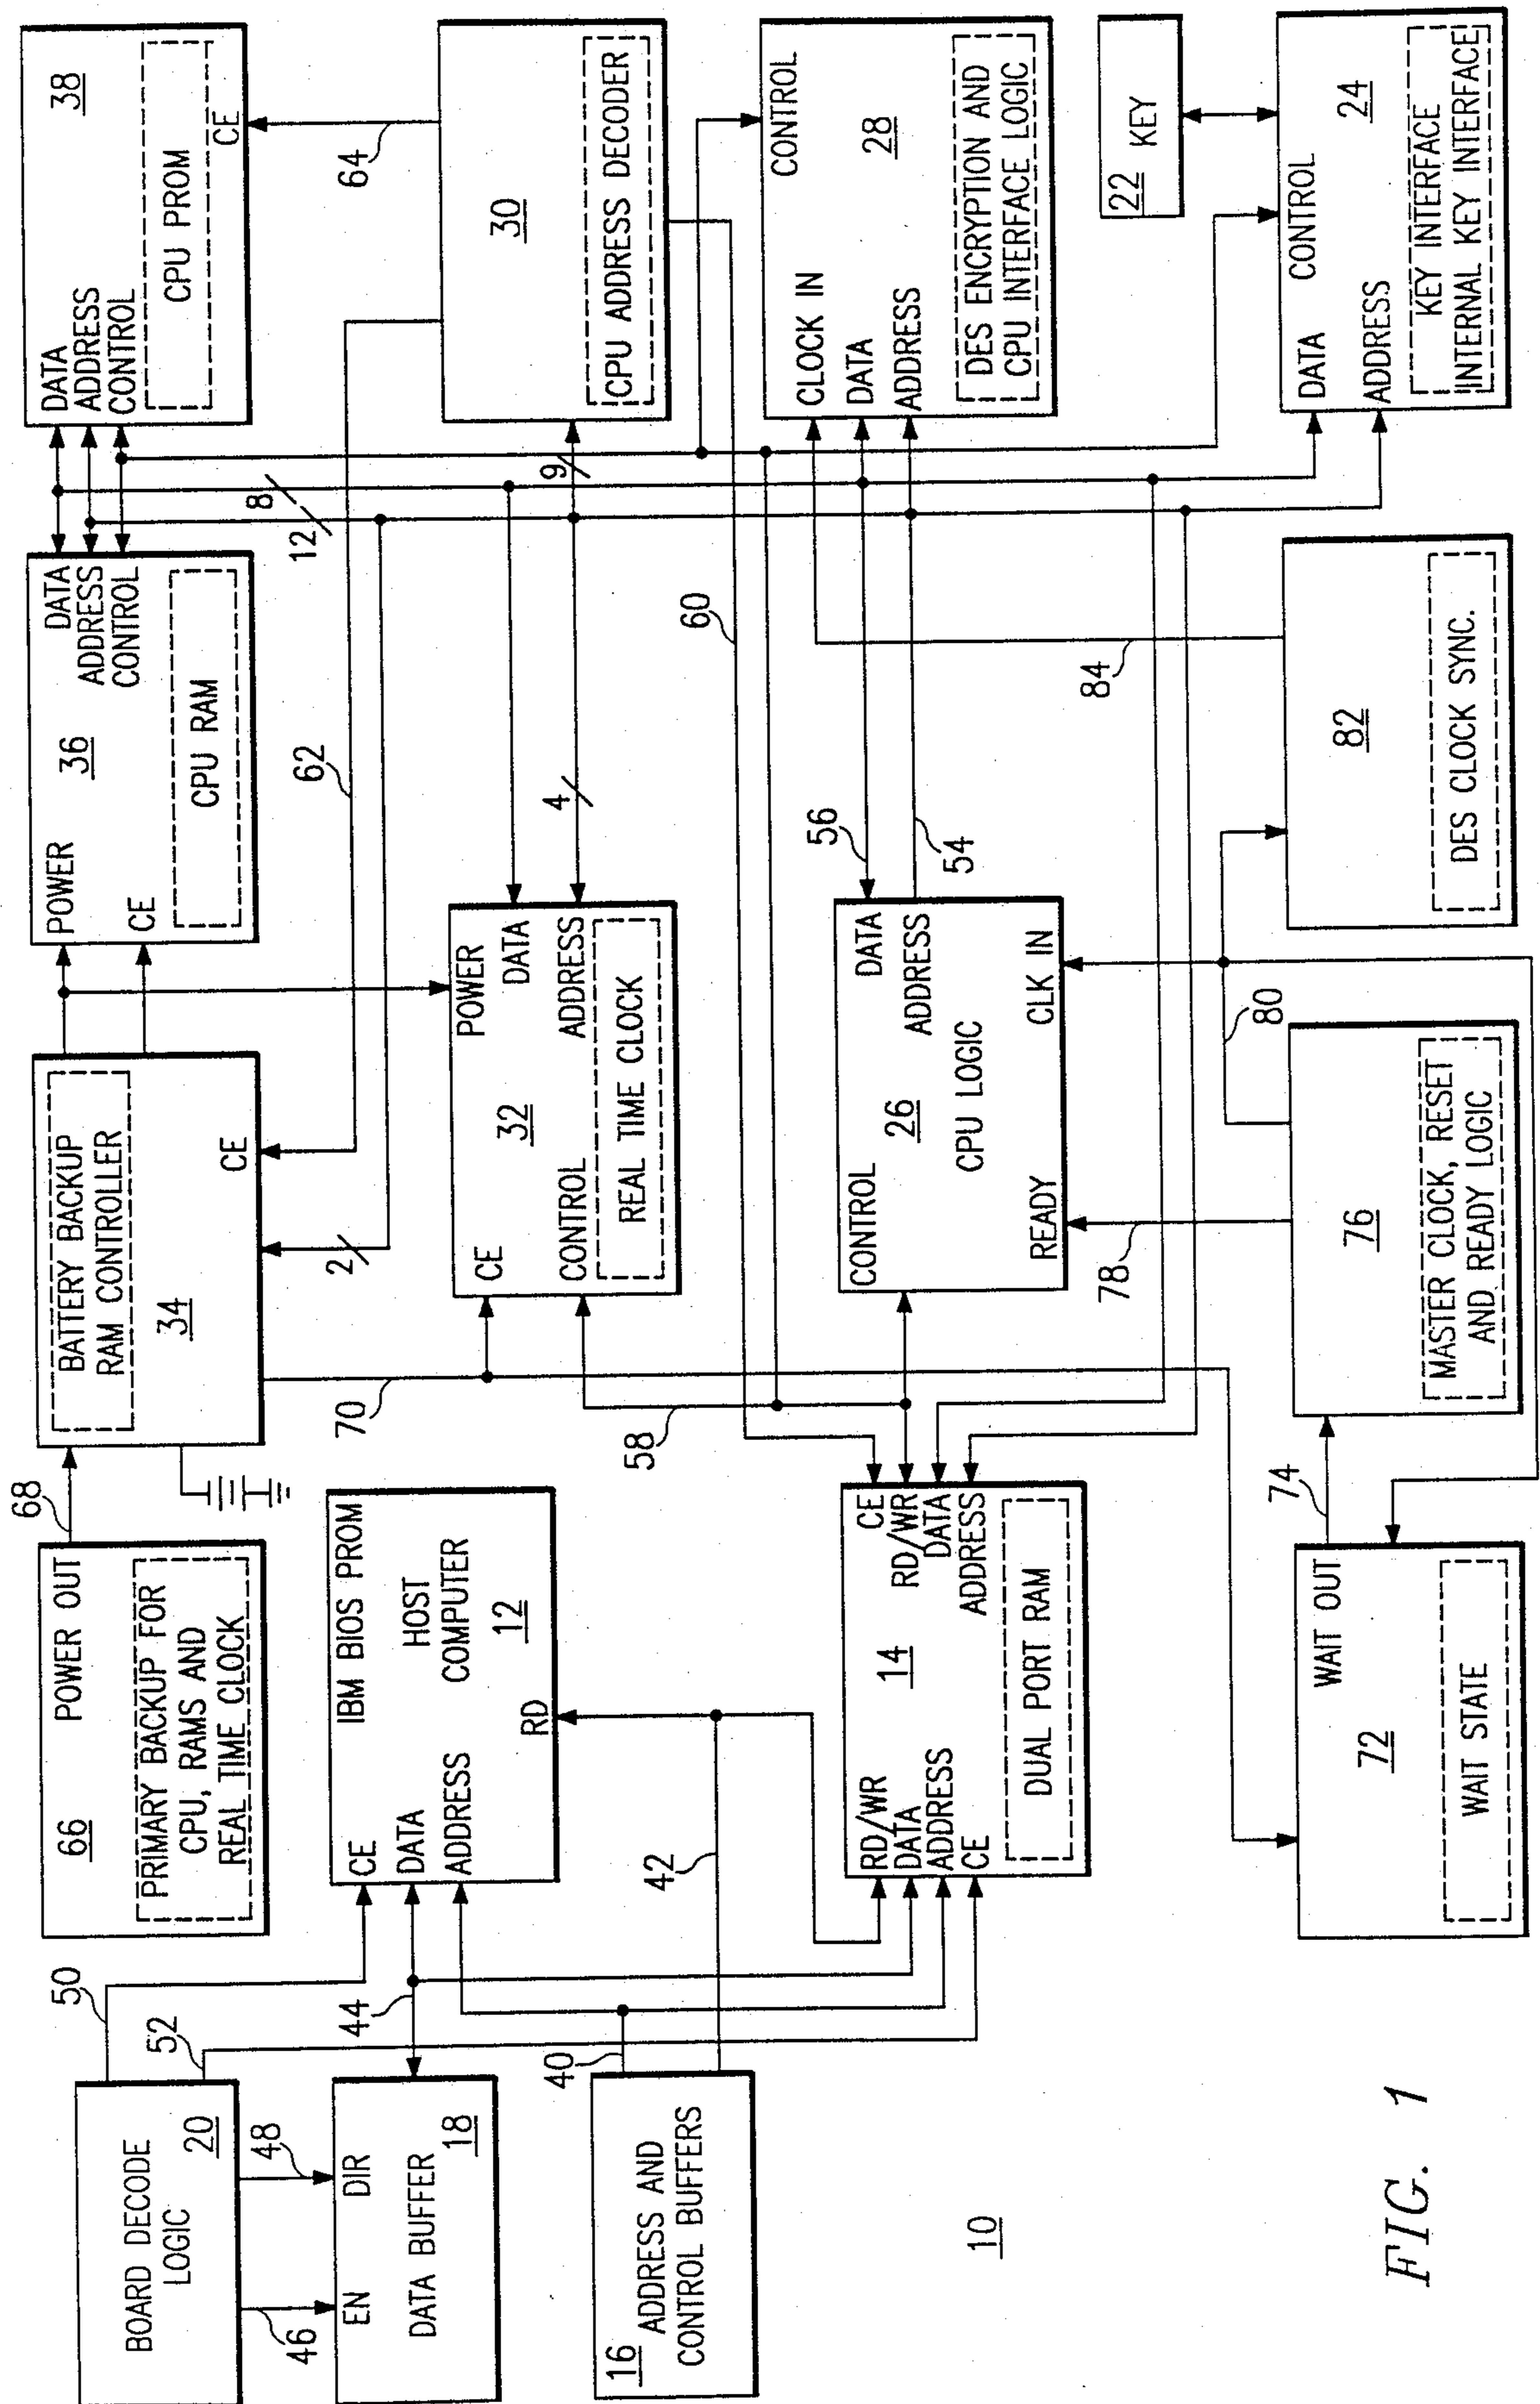 BOARD DECODE
LOGIC
20
46
48
50
52
EN
DIR
DATA BUFFER
18
44
16
ADDRESS AND
CONTROL BUFFERS
40
42
10
66
POWER OUT
PRIMARY BACKUP FOR
CPU, RAMS AND
REAL TIME CLOCK
68
CE
IBM BIOS PROM
DATA
HOST
ADDRESS
COMPUTER
12
RD
RD/WR
DATA
ADDRESS
CE
14
CE
RD/WR
DATA
ADDRESS
DUAL PORT RAM
WAIT OUT
72
WAIT STATE
74
BATTERY BACKUP
RAM CONTROLLER
34
CE
2
70
58
62
CE
POWER
32
DATA
CONTROL
ADDRESS
REAL TIME CLOCK
4
CONTROL
DATA
26
ADDRESS
CPU LOGIC
READY
CLK IN
56
54
60
78
80
76
MASTER CLOCK, RESET
AND READY LOGIC
POWER
36
DATA
ADDRESS
CONTROL
CE
CPU RAM
8
12
9
82
DES CLOCK SYNC.
84
DATA
38
ADDRESS
CONTROL
CPU PROM
CE
64
30
CPU ADDRESS DECODER
CONTROL
CLOCK IN
28
DATA
ADDRESS
DES ENCRYPTION AND
CPU INTERFACE LOGIC
22
KEY
DATA
CONTROL
24
ADDRESS
KEY INTERFACE
INTERNAL KEY INTERFACE
FIG. 1